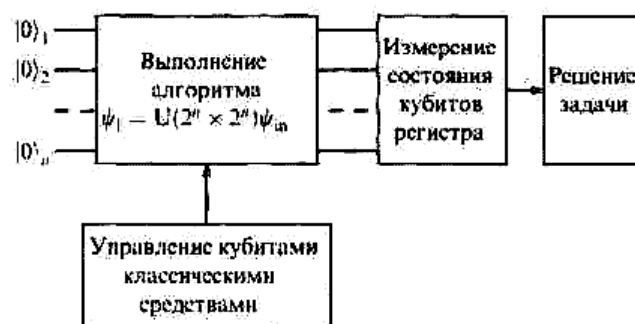 |0⟩₁
|0⟩₂
|0⟩ₙ
Выполнение
алгоритма
ψ₁ = U(2ⁿ × 2ⁿ)ψᵢₙ
Измерение
состояния
кубитов
регистра
Решение
задачи
Управление кубитами
классическими
средствами